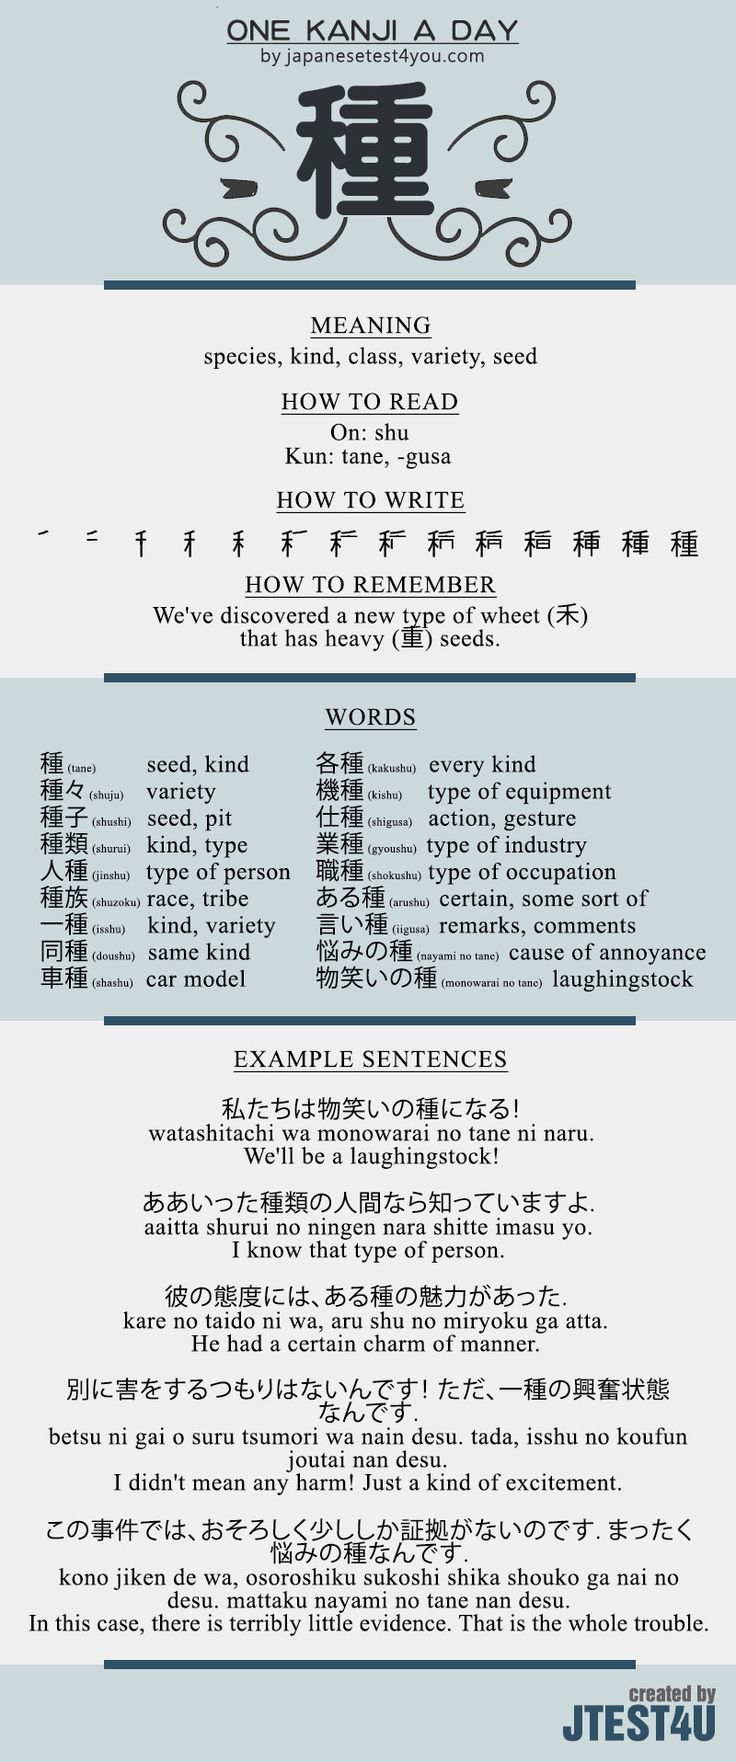 ONE KANJI A DAY
by japanesetest4you.com
種
MEANING
species, kind, class, variety, seed
HOW TO READ
On: shu
Kun: tane, -gusa
HOW TO WRITE
種
HOW TO REMEMBER
We've discovered a new type of wheet (禾)
that has heavy (重) seeds.
WORDS
種 (tane) seed, kind
種々 (shuju) variety
種子 (shushi) seed, pit
種類 (shurui) kind, type
人種 (jinshu) type of person
種族 (shuzoku) race, tribe
一種 (isshu) kind, variety
同種 (doushu) same kind
車種 (shashu) car model
各種 (kakushu) every kind
機種 (kishu) type of equipment
仕種 (shigusa) action, gesture
業種 (gyoushu) type of industry
職種 (shokushu) type of occupation
ある種 (arushu) certain, some sort of
言い種 (iigusa) remarks, comments
悩みの種 (nayami no tane) cause of annoyance
物笑いの種 (monowarai no tane) laughingstock
EXAMPLE SENTENCES
私たちは物笑いの種になる!
watashitachi wa monowarai no tane ni naru.
We'll be a laughingstock!
ああいった種類の人間なら知っていますよ.
aaitta shurui no ningen nara shitte imasu yo.
I know that type of person.
彼の態度には、ある種の魅力があった.
kare no taido ni wa, aru shu no miryoku ga atta.
He had a certain charm of manner.
別に害をするつもりはないんです! ただ、一種の興奮状態
なんです.
betsu ni gai o suru tsumori wa nain desu. tada, isshu no koufun
joutai nan desu.
I didn't mean any harm! Just a kind of excitement.
この事件では、おそろしく少ししか証拠がないのです. まったく
悩みの種なんです.
kono jiken de wa, osoroshiku sukoshi shika shouko ga nai no
desu. mattaku nayami no tane nan desu.
In this case, there is terribly little evidence. That is the whole trouble.
created by
JTEST4U